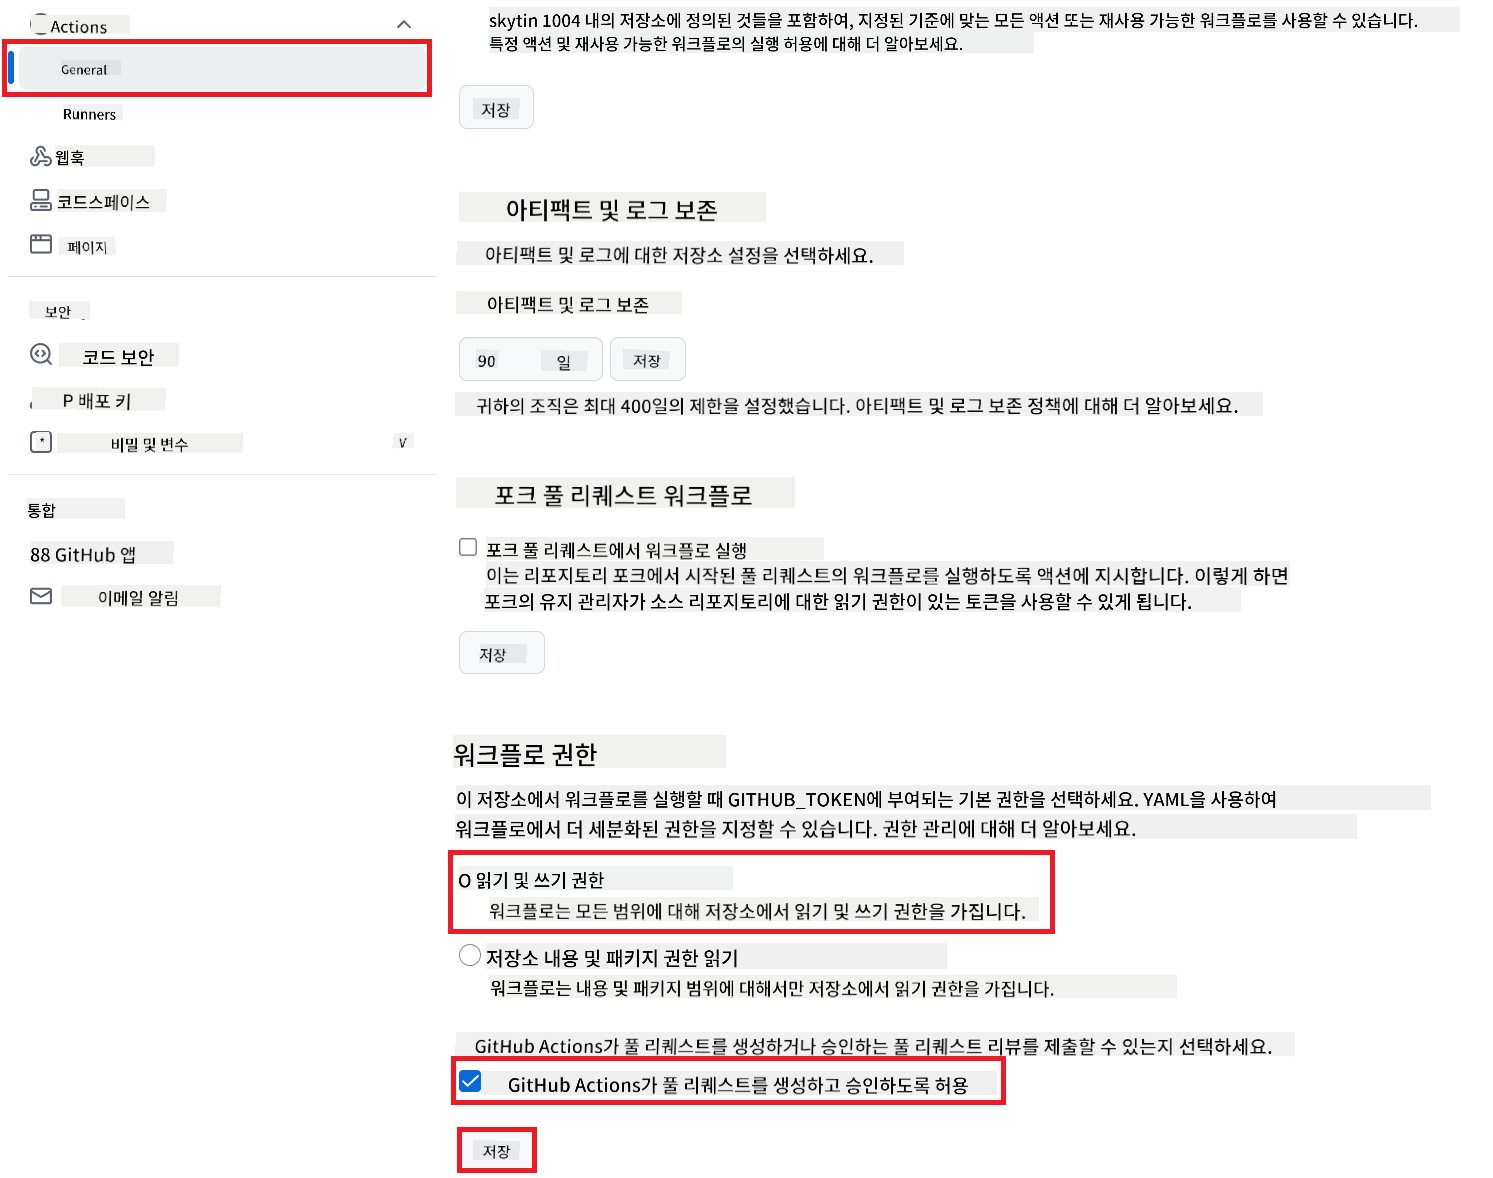 Actions
General
Runners
웹훅
코드스페이스
페이지
보안
코드 보안
P 배포 키
비밀 및 변수
V
통합
88 GitHub 앱
이메일 알림
skytin 1004 내의 저장소에 정의된 것들을 포함하여, 지정된 기준에 맞는 모든 액션 또는 재사용 가능한 워크플로를 사용할 수 있습니다.
특정 액션 및 재사용 가능한 워크플로의 실행 허용에 대해 더 알아보세요.
저장
아티팩트 및 로그 보존
아티팩트 및 로그에 대한 저장소 설정을 선택하세요.
아티팩트 및 로그 보존
90 일 저장
귀하의 조직은 최대 400일의 제한을 설정했습니다. 아티팩트 및 로그 보존 정책에 대해 더 알아보세요.
포크 풀 리퀘스트 워크플로
포크 풀 리퀘스트에서 워크플로 실행
이는 리포지토리 포크에서 시작된 풀 리퀘스트의 워크플로를 실행하도록 액션에 지시합니다. 이렇게 하면
포크의 유지 관리자가 소스 리포지토리에 대한 읽기 권한이 있는 토큰을 사용할 수 있게 됩니다.
저장
워크플로 권한
이 저장소에서 워크플로를 실행할 때 GITHUB_TOKEN에 부여되는 기본 권한을 선택하세요. YAML을 사용하여
워크플로에서 더 세분화된 권한을 지정할 수 있습니다. 권한 관리에 대해 더 알아보세요.
O 읽기 및 쓰기 권한
워크플로는 모든 범위에 대해 저장소에서 읽기 및 쓰기 권한을 가집니다.
저장소 내용 및 패키지 권한 읽기
워크플로는 내용 및 패키지 범위에 대해서만 저장소에서 읽기 권한을 가집니다.
GitHub Actions가 풀 리퀘스트를 생성하거나 승인하는 풀 리퀘스트 리뷰를 제출할 수 있는지 선택하세요.
GitHub Actions가 풀 리퀘스트를 생성하고 승인하도록 허용
저장